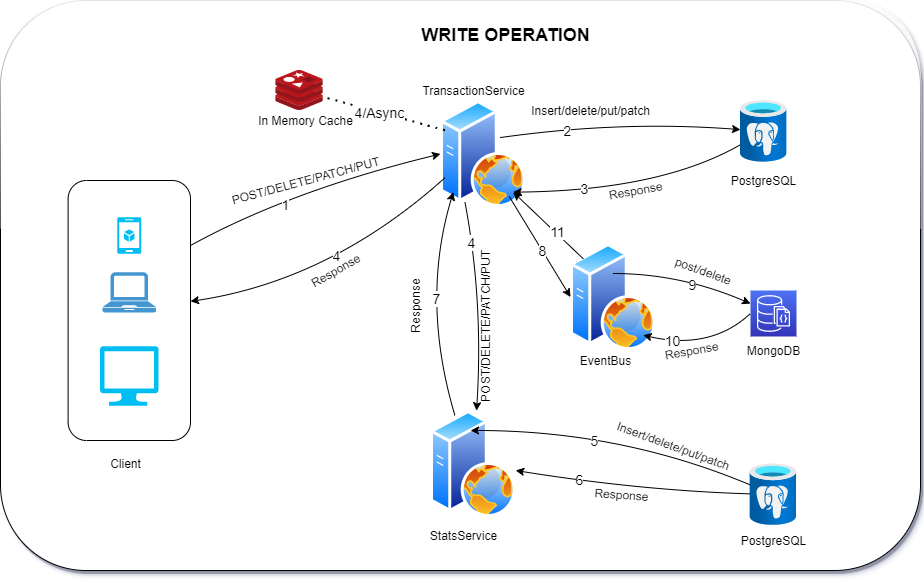 WRITE OPERATION
TransactionService
In Memory Cache
4/Async
Insert/delete/put/patch
2
PostgreSQL
POST/DELETE/PATCH/PUT
1
3
Response
4
Response
4
POST/DELETE/PATCH/PUT
7
Response
11
8
post/delete
9
10
Response
EventBus
MongoDB
Client
Insert/delete/put/patch
5
6
Response
StatsService
PostgreSQL